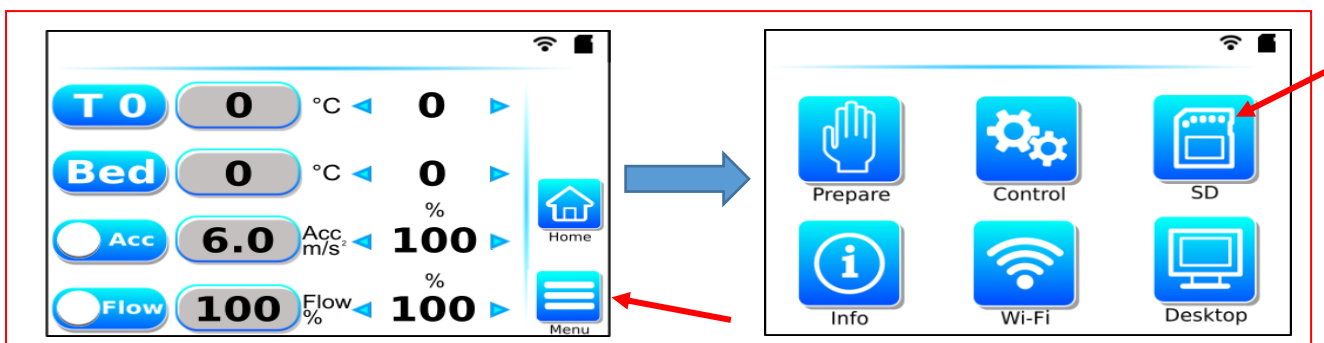 T 0 0 °C 0
Bed 0 °C 0
%
Acc 6.0 Acc m/s² 100
Home
%
Flow 100 Flow % 100
Menu
Prepare Control SD
i
Info Wi-Fi Desktop